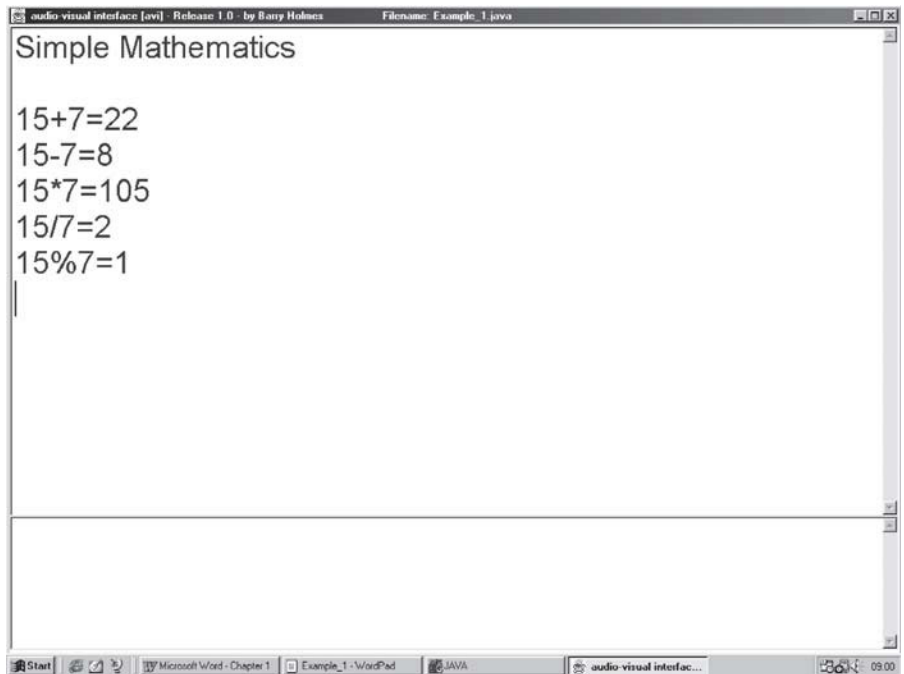 audio-visual interface [avi] - Release 1.0 - by Barry Holmes Filename: Example_1.java
Simple Mathematics
15+7=22
15-7=8
15*7=105
15/7=2
15%7=1
Start Microsoft Word - Chapter 1 Example_1 - WordPad JAVA audio-visual interfac... 09:00